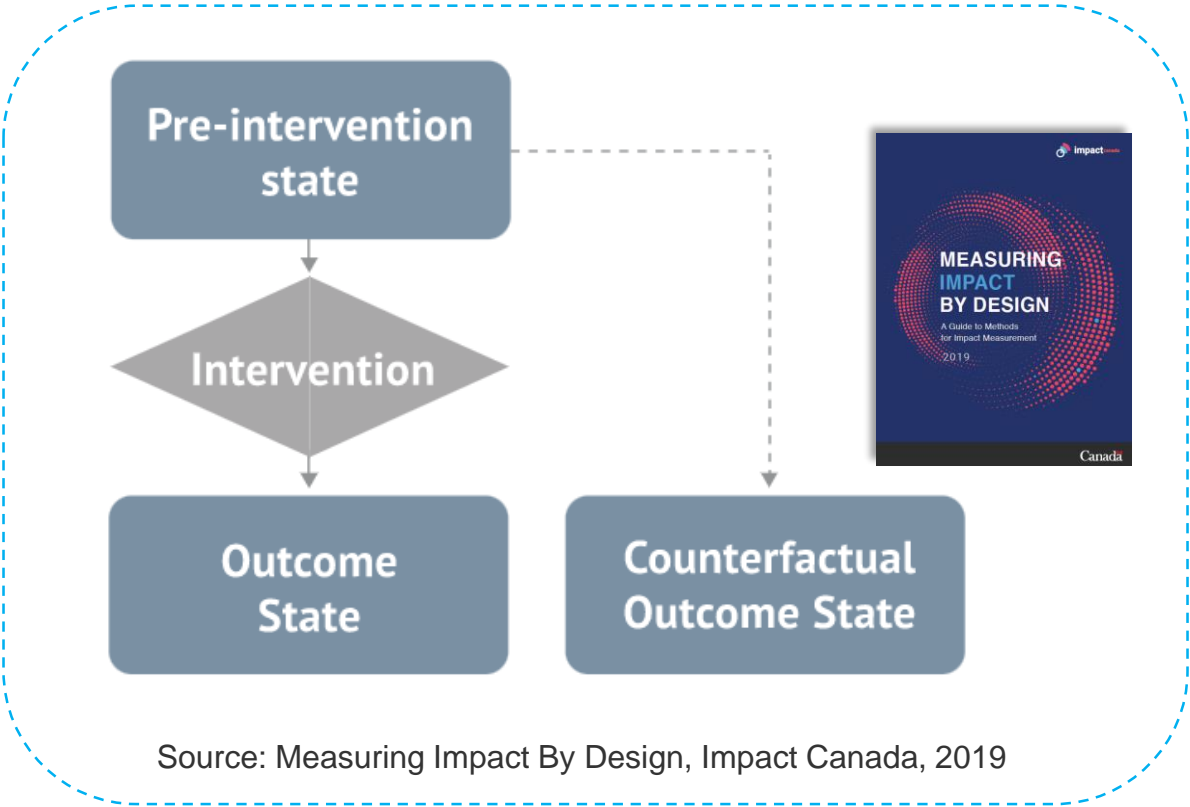 Pre-intervention
state
Intervention
Outcome
State
Counterfactual
Outcome State
impact canada
MEASURING
IMPACT
BY DESIGN
A Guide to Methods
for Impact Measurement
2019
Canada
Source: Measuring Impact By Design, Impact Canada, 2019